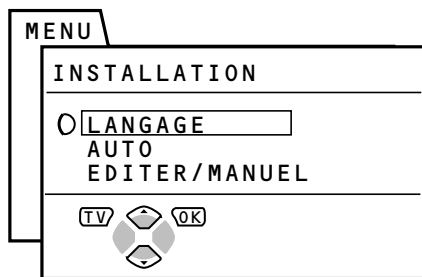 MENU
INSTALLATION
LANGAGE
AUTO
EDITER/MANUEL
TV OK